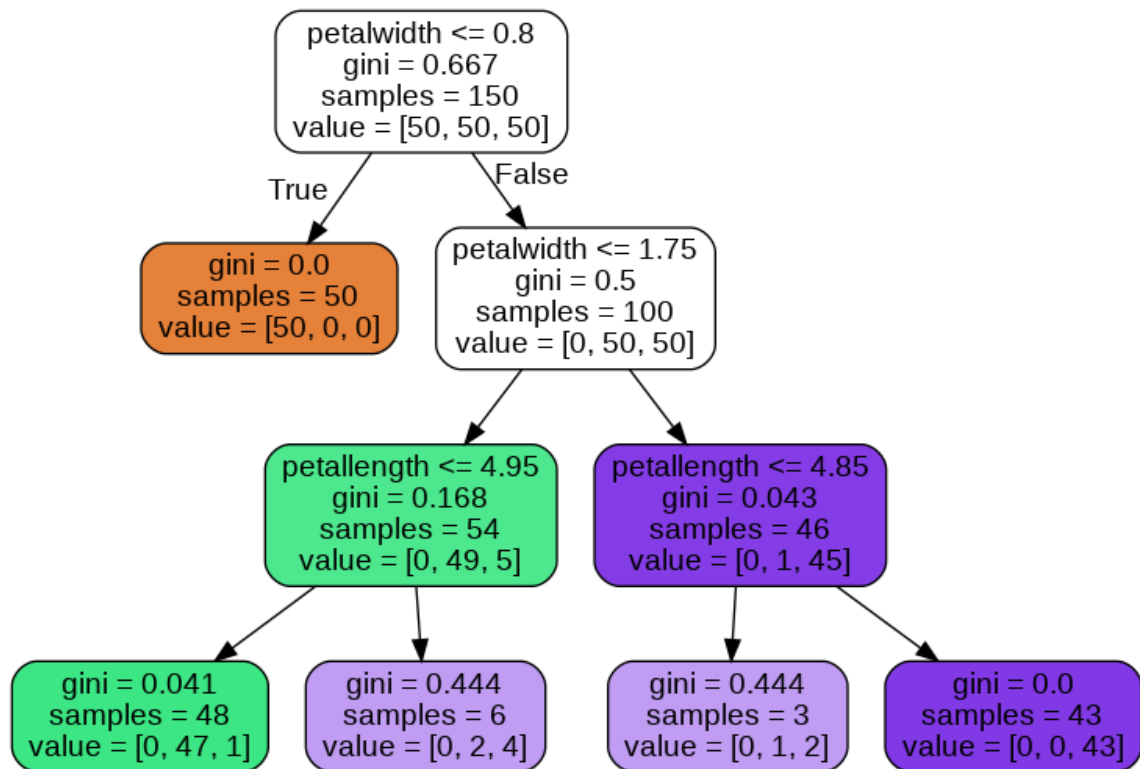 petalwidth <= 0.8
gini = 0.667
samples = 150
value = [50, 50, 50]
True
False
gini = 0.0
samples = 50
value = [50, 0, 0]
petalwidth <= 1.75
gini = 0.5
samples = 100
value = [0, 50, 50]
petallength <= 4.95
gini = 0.168
samples = 54
value = [0, 49, 5]
petallength <= 4.85
gini = 0.043
samples = 46
value = [0, 1, 45]
gini = 0.041
samples = 48
value = [0, 47, 1]
gini = 0.444
samples = 6
value = [0, 2, 4]
gini = 0.444
samples = 3
value = [0, 1, 2]
gini = 0.0
samples = 43
value = [0, 0, 43]